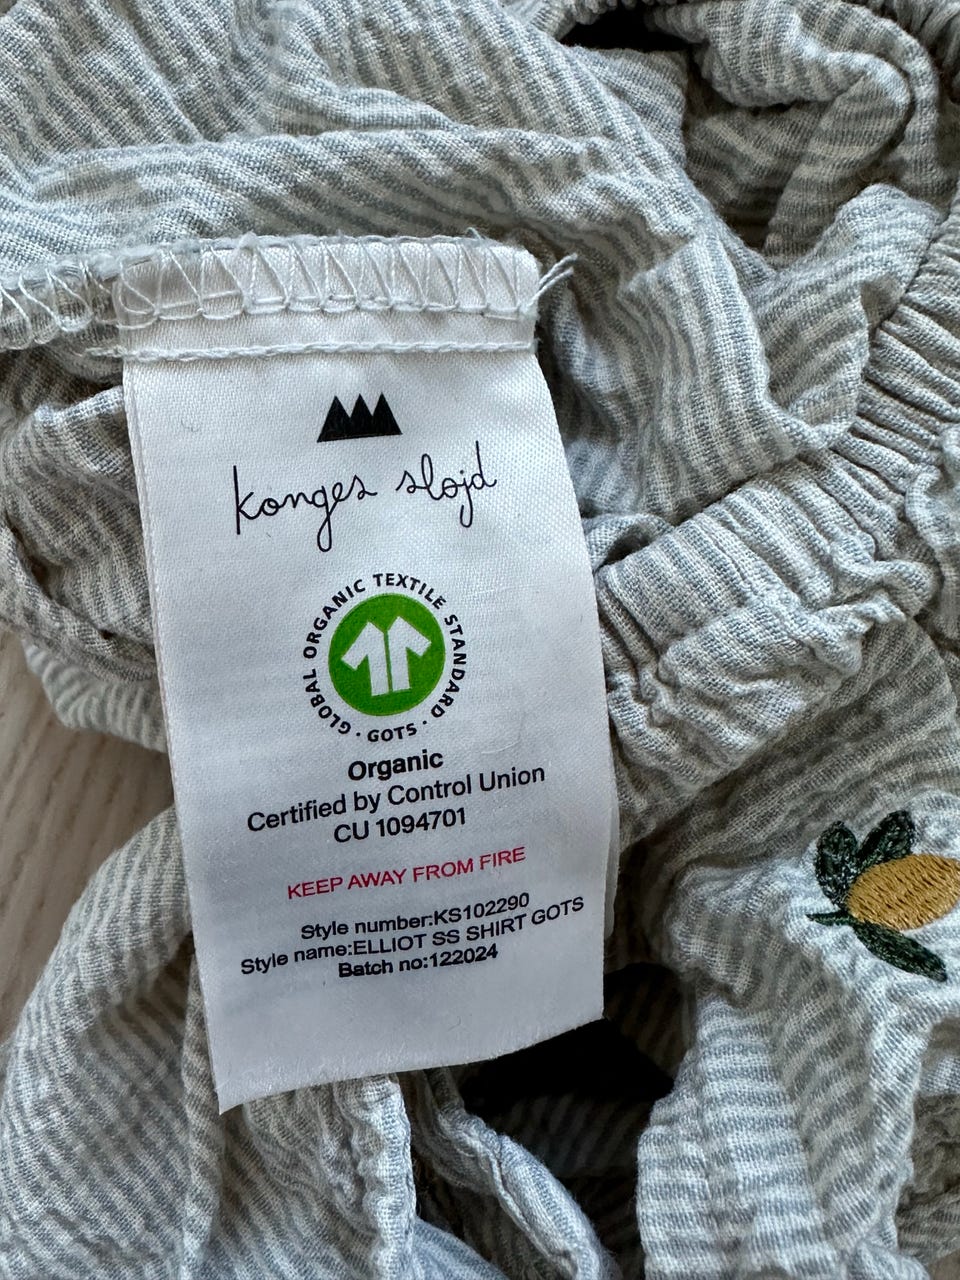 konges sløjd
GLOBAL ORGANIC TEXTILE STANDARD · GOTS ·
Organic
Certified by Control Union
CU 1094701
KEEP AWAY FROM FIRE
Style number:KS102290
Style name:ELLIOT SS SHIRT GOTS
Batch no:122024